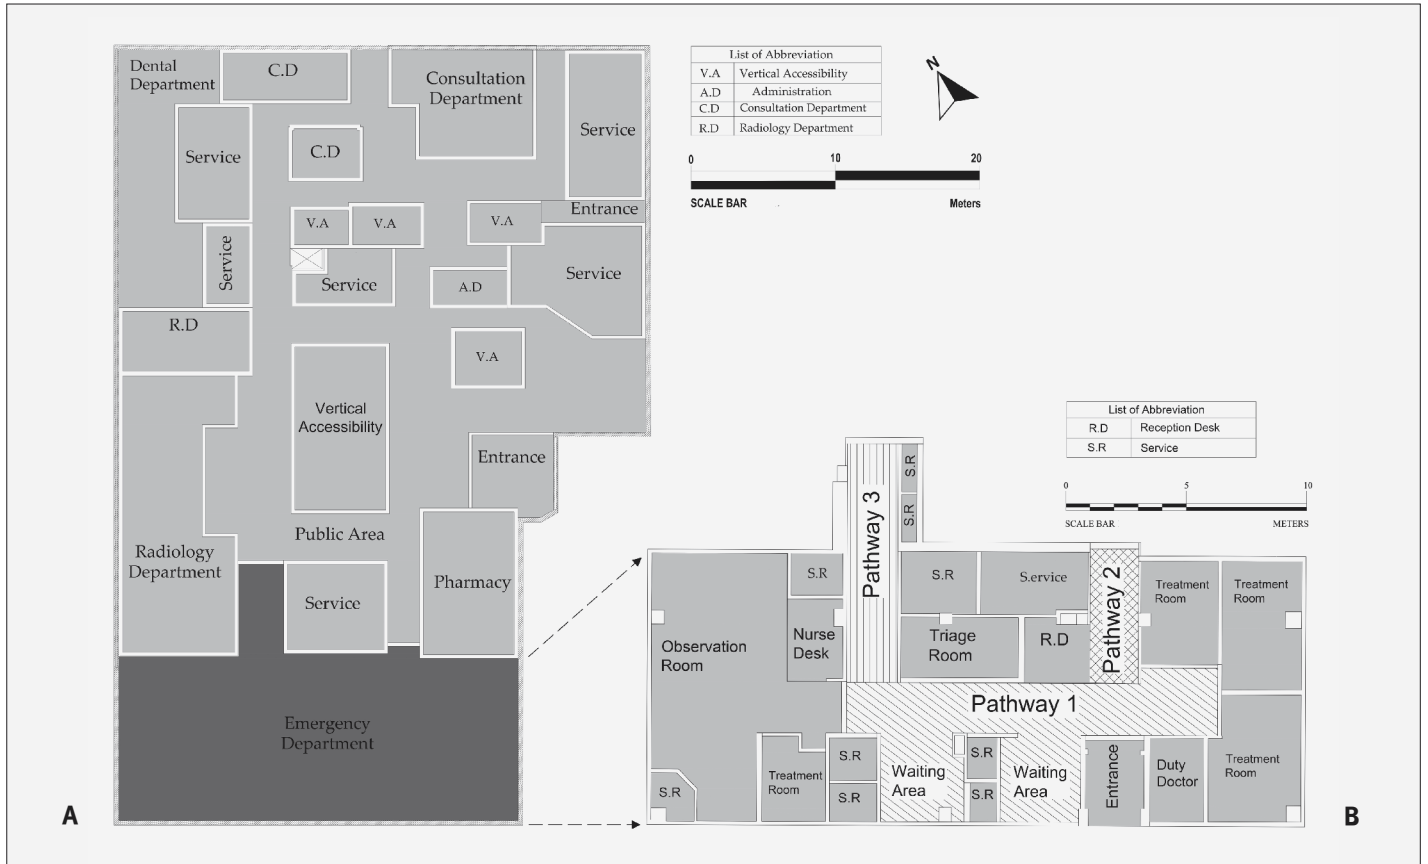 Dental
Department
C.D
Consultation
Department
Service
Service
C.D
V.A
V.A
V.A
Entrance
Service
Service
A.D
Service
R.D
V.A
Vertical
Accessibility
Entrance
Public Area
Radiology
Department
Service
Pharmacy
Emergency
Department
A
List of Abbreviation
V.A Vertical Accessibility
A.D Administration
C.D Consultation Department
R.D Radiology Department
N
0 10 20
SCALE BAR Meters
List of Abbreviation
R.D Reception Desk
S.R Service
0 5 10
SCALE BAR METERS
Pathway 3
S.R
S.R
S.R
S.R
S.ervice
Pathway 2
Treatment
Room
Treatment
Room
Observation
Room
Nurse
Desk
Triage
Room
R.D
Pathway 1
S.R
Treatment
Room
S.R
S.R
Waiting
Area
S.R
S.R
Waiting
Area
Entrance
Duty
Doctor
Treatment
Room
B